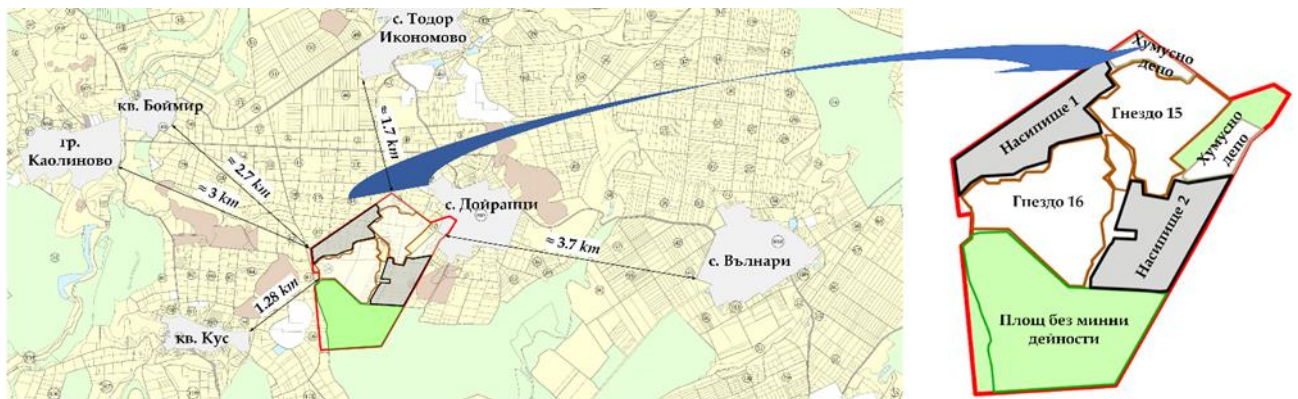 с. Тодор
Икономово
кв. Боймир
гр.
Каолиново
≈ 1.7 km
≈ 2.7 km
≈ 3 km
с. Дойранци
≈ 3.7 km
с. Вълнари
1.28 km
кв. Кус
Хумусно
депо
Насипище 1
Гнездо 15
Хумусно
депо
Гнездо 16
Насипище 2
Площ без минни
дейности